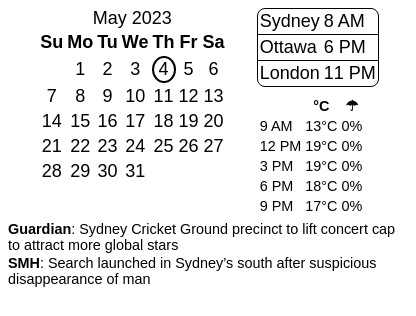 May 2023
Su Mo Tu We Th Fr Sa
1 2 3 4 5 6
7 8 9 10 11 12 13
14 15 16 17 18 19 20
21 22 23 24 25 26 27
28 29 30 31
Sydney 8 AM
Ottawa 6 PM
London 11 PM
°C ☂
9 AM 13°C 0%
12 PM 19°C 0%
3 PM 19°C 0%
6 PM 18°C 0%
9 PM 17°C 0%
Guardian: Sydney Cricket Ground precinct to lift concert cap
to attract more global stars
SMH: Search launched in Sydney's south after suspicious
disappearance of man